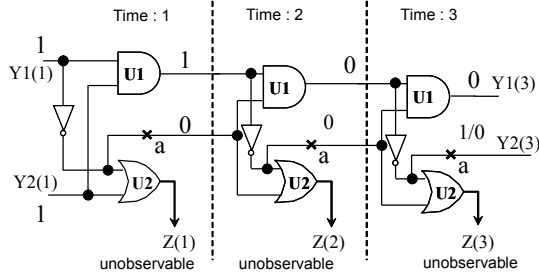 Time : 1
Time : 2
Time : 3
1
Y1(1)
U1
1
U1
0
U1
0
Y1(3)
0
a
0
a
1/0
a
Y2(3)
Y2(1)
1
U2
U2
U2
Z(1)
Z(2)
Z(3)
unobservable
unobservable
unobservable